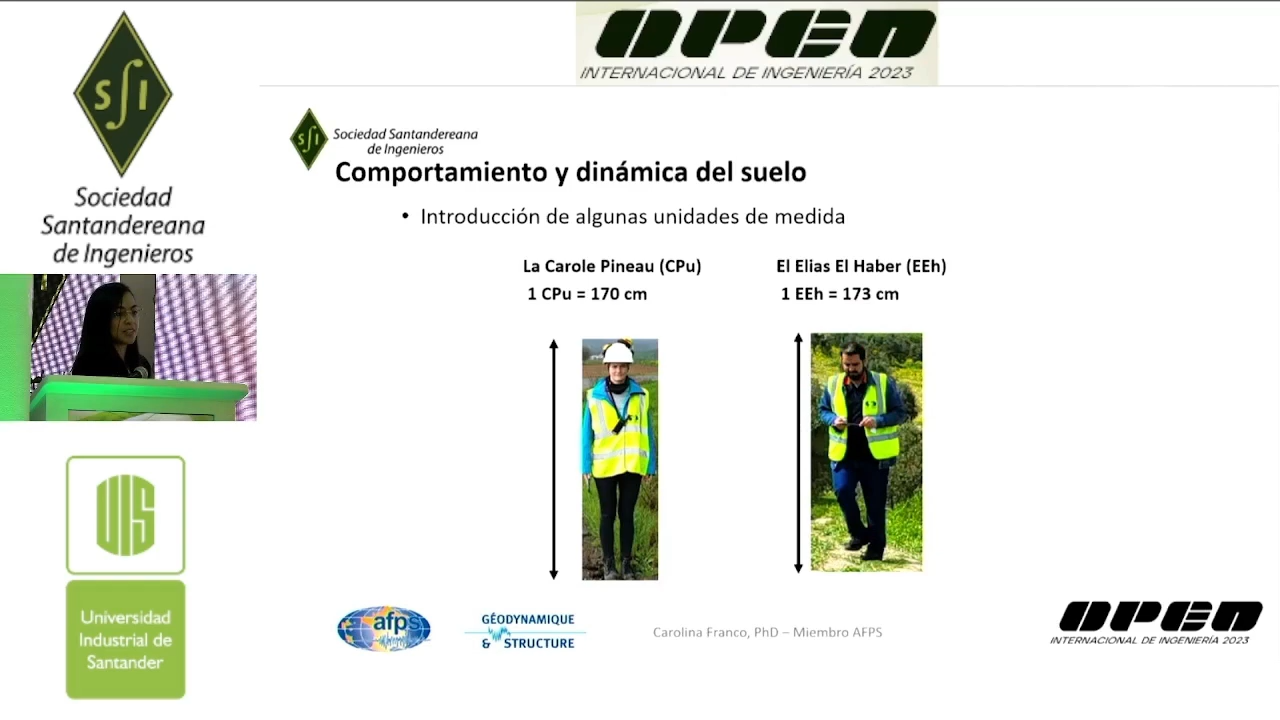 SSI
Sociedad
Santandereana
de Ingenieros
UIS
Universidad
Industrial de
Santander
OPEN
INTERNACIONAL DE INGENIERÍA 2023
SSI
Sociedad Santandereana
de Ingenieros
Comportamiento y dinámica del suelo
• Introducción de algunas unidades de medida
La Carole Pineau (CPu)
1 CPu = 170 cm
El Elias El Haber (EEh)
1 EEh = 173 cm
afps
GÉODYNAMIQUE
& STRUCTURE
Carolina Franco, PhD – Miembro AFPS
OPEN
INTERNACIONAL DE INGENIERÍA 2023